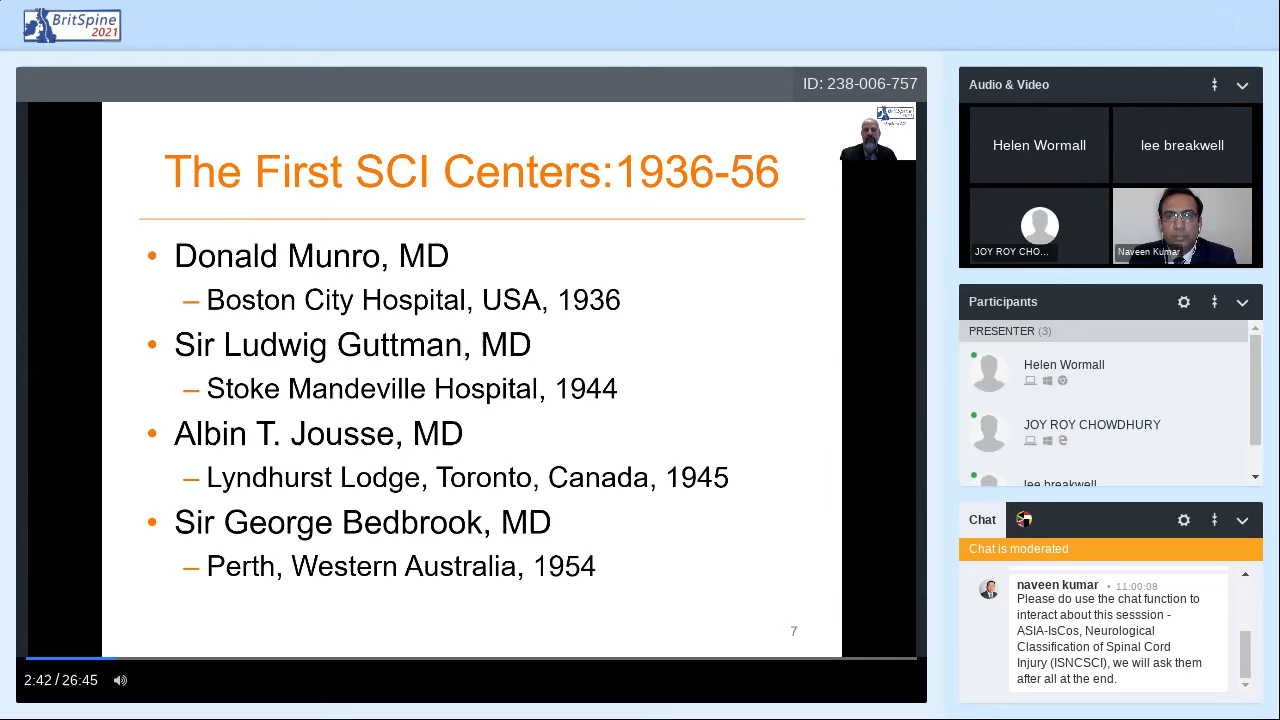 BritSpine
2021
ID: 238-006-757
The First SCI Centers:1936-56
• Donald Munro, MD
– Boston City Hospital, USA, 1936
• Sir Ludwig Guttman, MD
– Stoke Mandeville Hospital, 1944
• Albin T. Jousse, MD
– Lyndhurst Lodge, Toronto, Canada, 1945
• Sir George Bedbrook, MD
– Perth, Western Australia, 1954
7
2:42 / 26:45
Audio & Video
Helen Wormall
lee breakwell
JOY ROY CHO...
Naveen Kumar
Participants
PRESENTER (3)
Helen Wormall
JOY ROY CHOWDHURY
lee breakwell
Chat
Chat is moderated
naveen kumar • 11:00:08
Please do use the chat function to
interact about this sesssion -
ASIA-IsCos, Neurological
Classification of Spinal Cord
Injury (ISNCSCI), we will ask them
after all at the end.